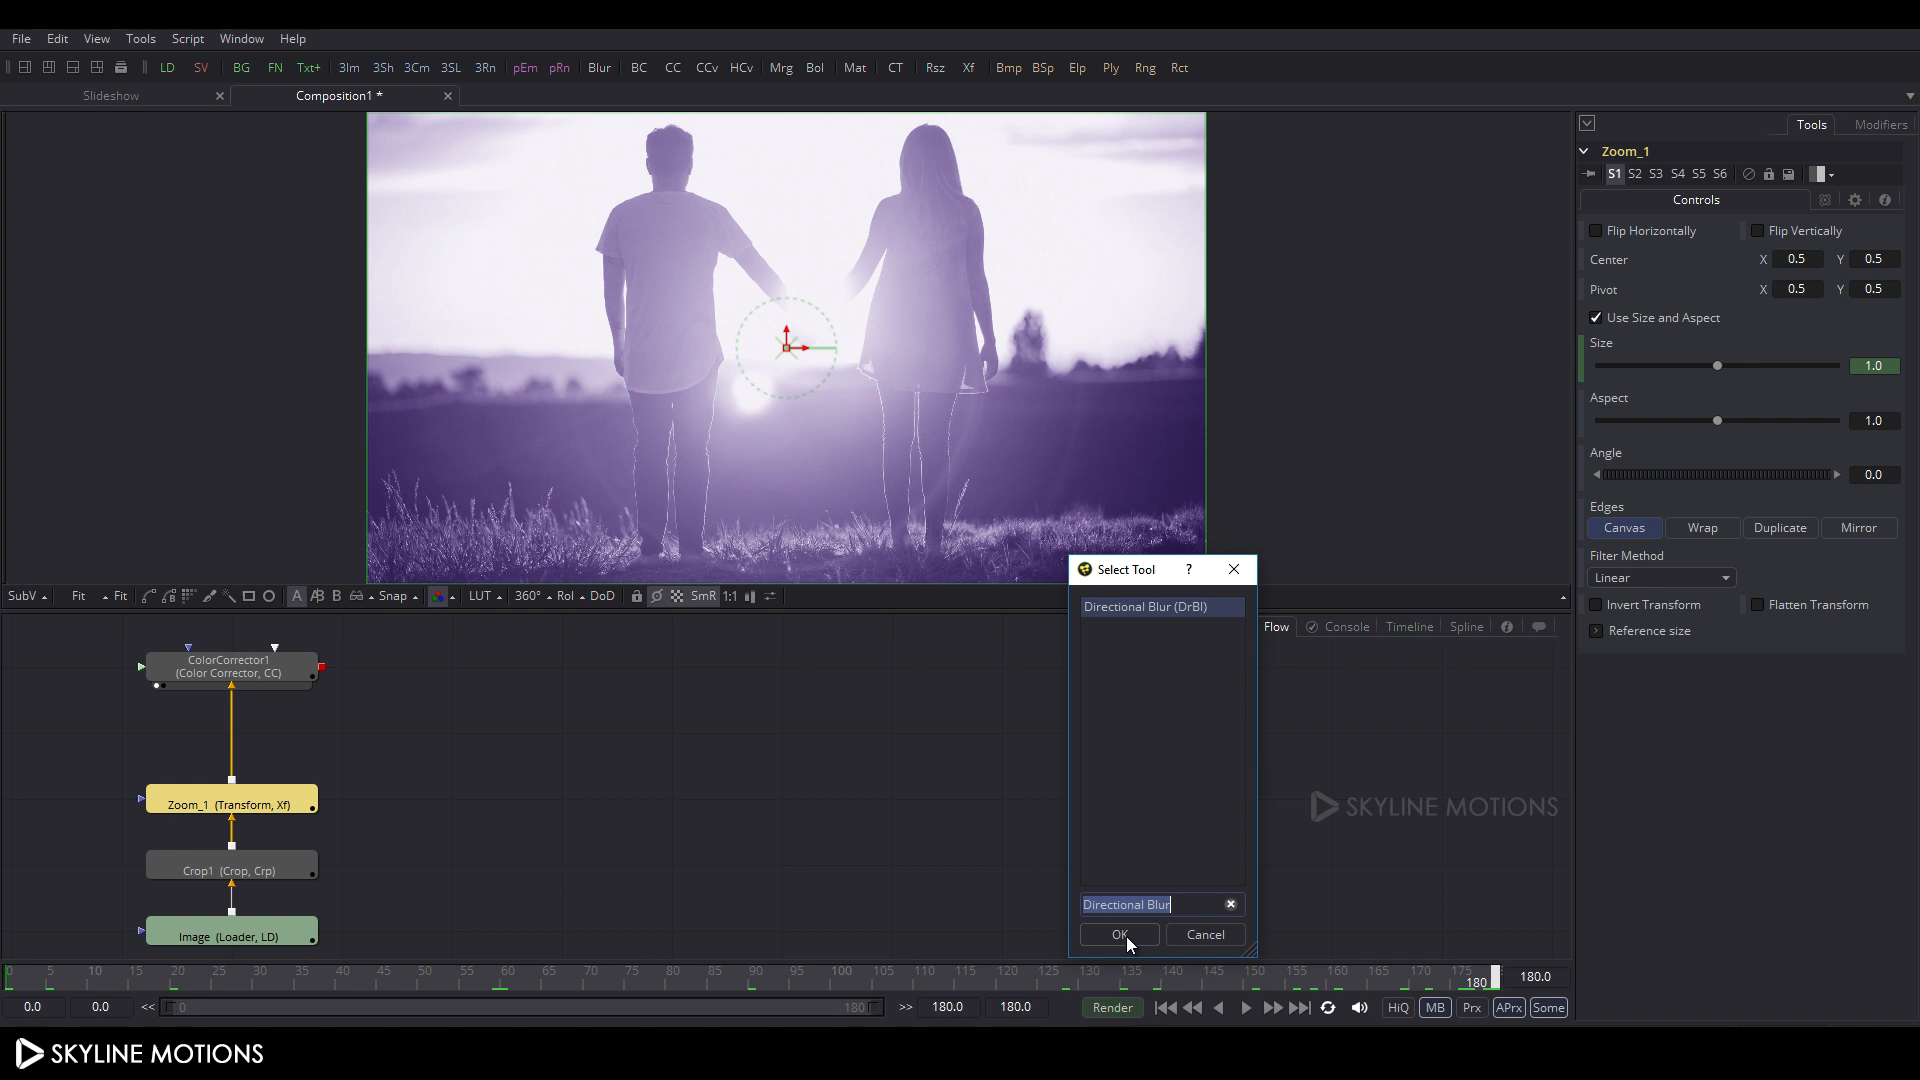 File Edit View Tools Script Window Help
LD SV BG FN Txt+ 3Im 3Sh 3Cm 3SL 3Rn pEm pRn Blur BC CC CCv HCv Mrg Bol Mat CT Rsz Xf Bmp BSp Elp Ply Rng Rct
Slideshow Composition1 *
Tools Modifiers
Zoom_1
S1 S2 S3 S4 S5 S6
Controls
Flip Horizontally Flip Vertically
Center X 0.5 Y 0.5
Pivot X 0.5 Y 0.5
Use Size and Aspect
Size
1.0
Aspect
1.0
Angle
0.0
Edges
Canvas Wrap Duplicate Mirror
Filter Method
Linear
Invert Transform Flatten Transform
Reference size
Select Tool ?
Directional Blur (DrBl)
Directional Blur
OK Cancel
SubV Fit Fit A AB B Snap LUT 360° RoI DoD SmR 1:1
Flow Console Timeline Spline
ColorCorrector1
(Color Corrector, CC)
Zoom_1 (Transform, Xf)
Crop1 (Crop, Crp)
Image (Loader, LD)
SKYLINE MOTIONS
0 5 10 15 20 25 30 35 40 45 50 55 60 65 70 75 80 85 90 95 100 105 110 115 120 125 130 135 140 145 150 155 160 165 170 175 180 180.0
0.0 0.0 << 0 180 >> 180.0 180.0 Render HiQ MB Prx APrx Some
SKYLINE MOTIONS